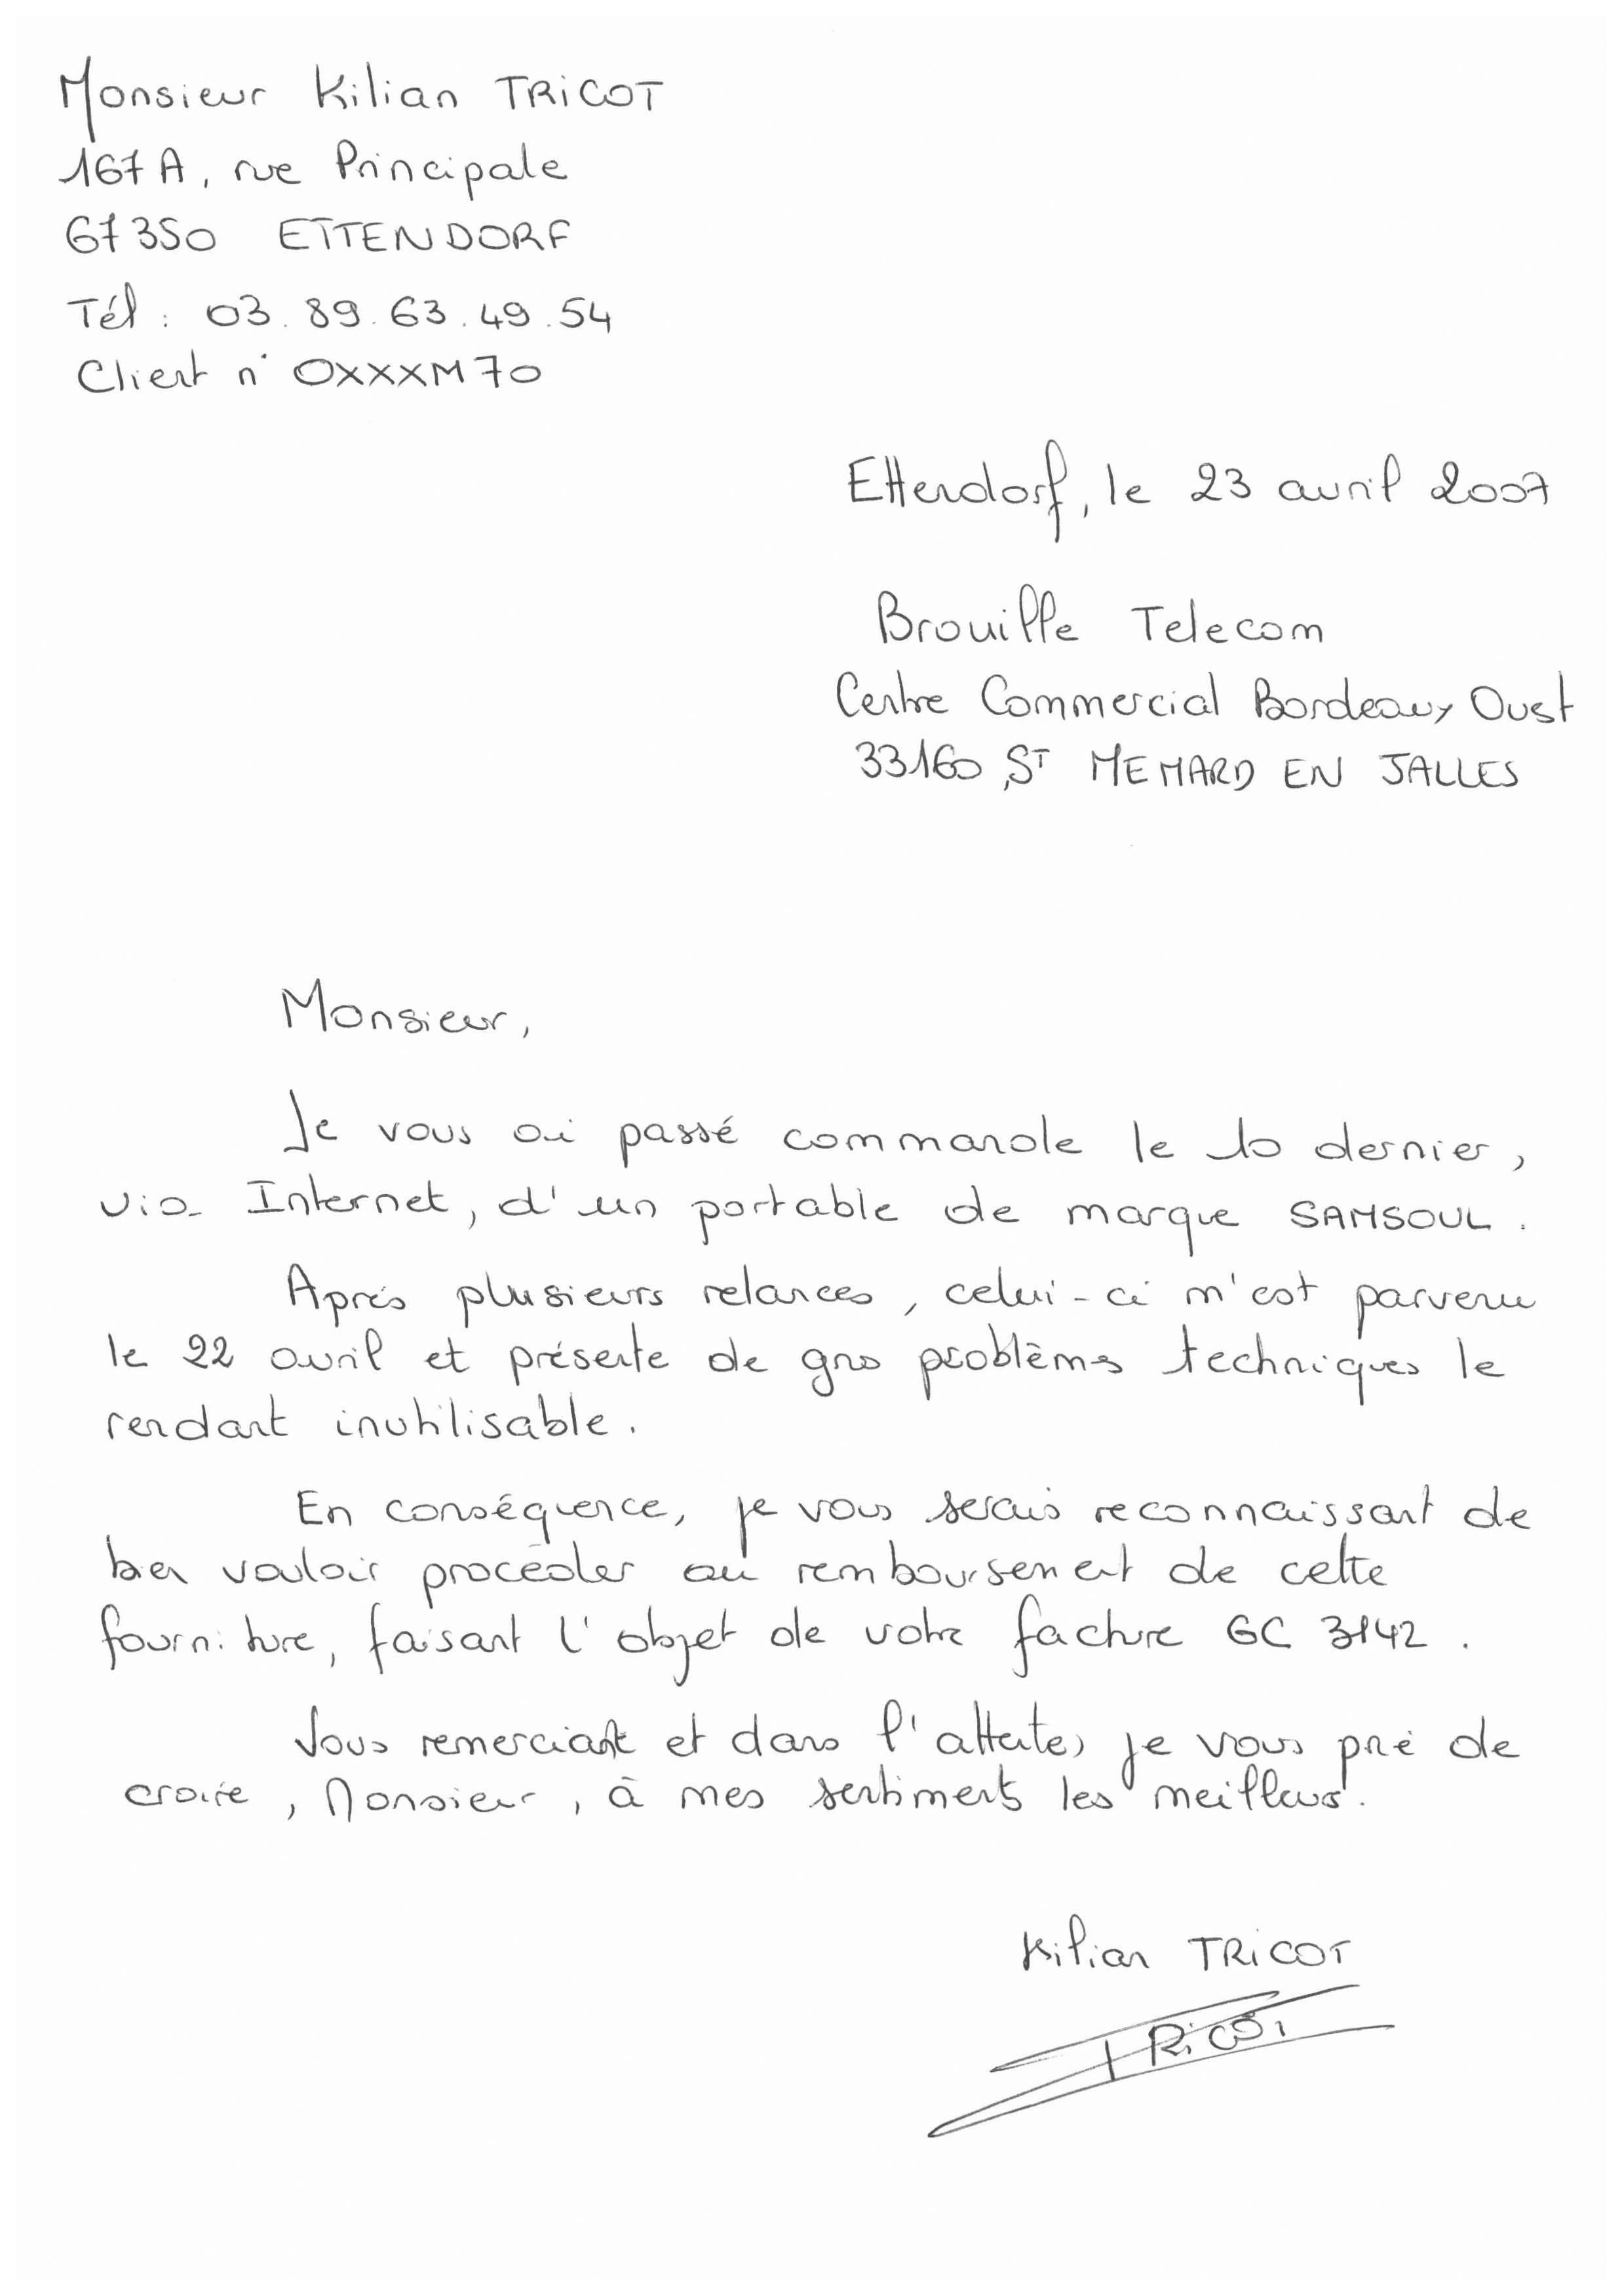 Monsieur Kilian TRICOT
167A, rue Principale
67350 ETTENDORF
Tél : 03.89.63.49.54
Client n° OXXXM70
Ettendorf, le 23 avril 2007
Brouille Telecom
Centre Commercial Bordeaux Ouest
33160 ST MEMARD EN JALLES
Monsieur,
Je vous ai passé commande le 10 dernier,
via Internet, d'un portable de marque SAMSOUL.
Après plusieurs relances, celui-ci m'est parvenu
le 22 avril et présente de gros problèmes techniques le
rendant inutilisable.
En conséquence, je vous serais reconnaissant de
bien vouloir procéder au remboursement de cette
fourniture, faisant l'objet de votre facture GC 3142.
Vous remerciant et dans l'attente, je vous prie de
croire, Monsieur, à mes sentiments les meilleurs.
Kilian TRICOT
TRICOT